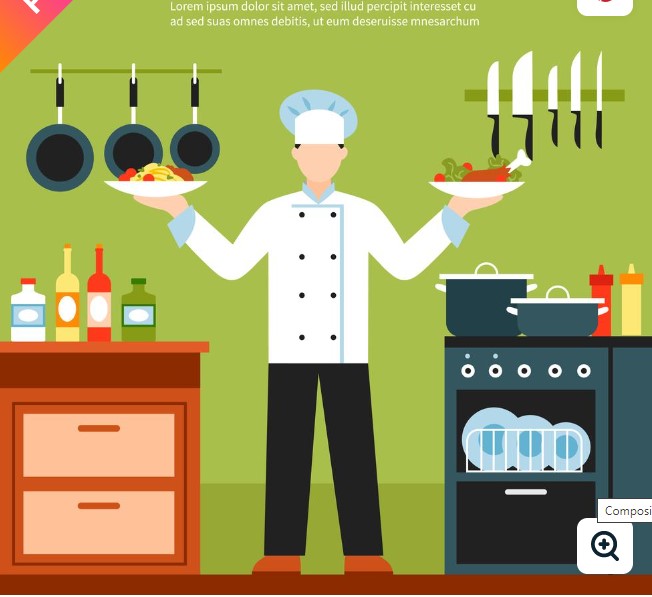 Lorem ipsum dolor sit amet, sed illud percipit interesset cu
ad sed suas omnes debitis, ut eum deseruisse mnesarchum
Composi